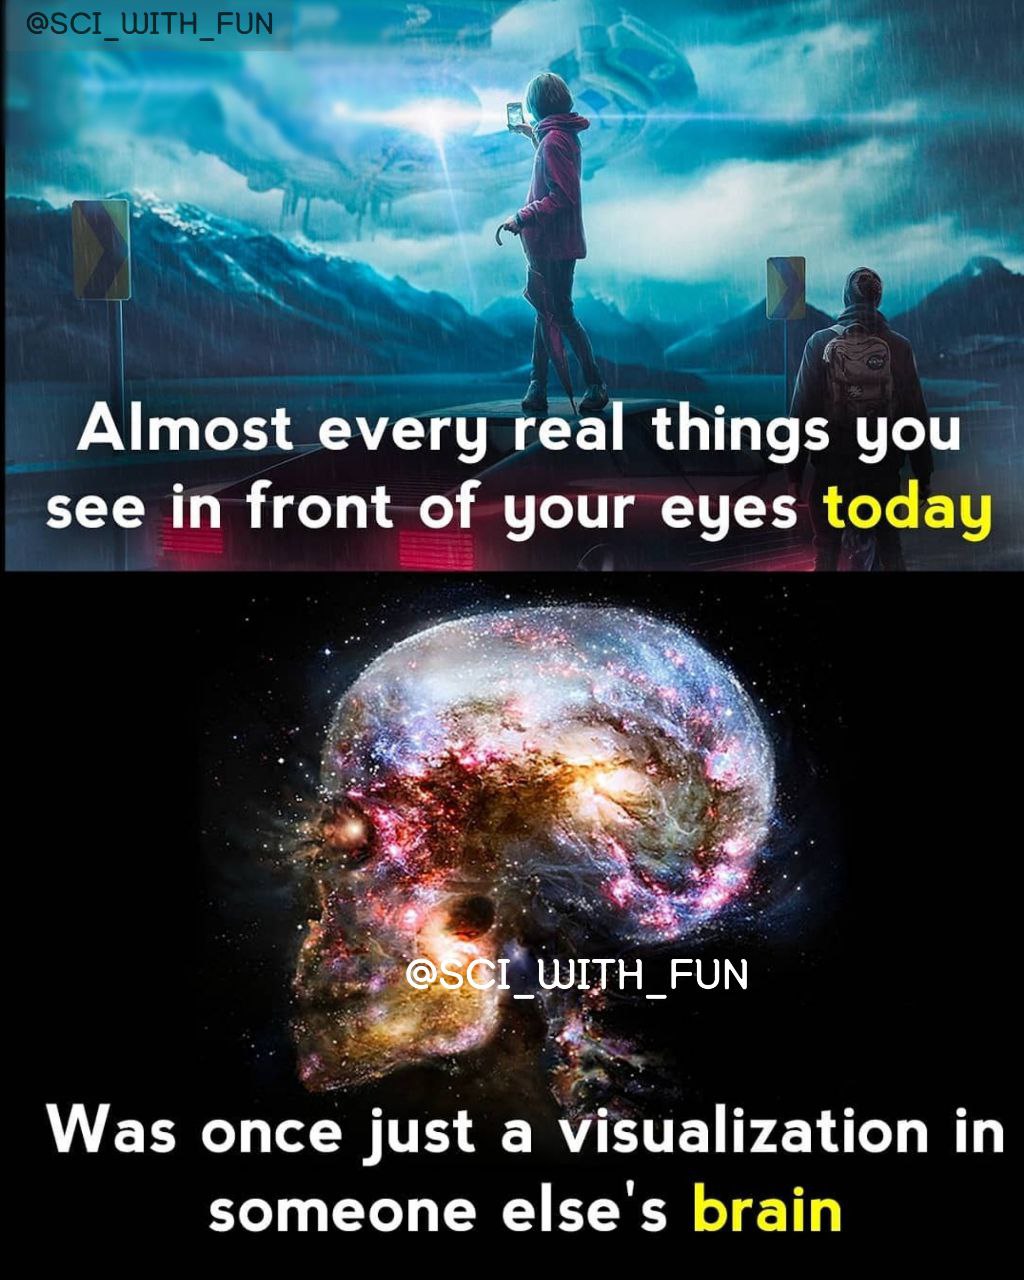 @SCI_WITH_FUN
Almost every real things you
see in front of your eyes today
@SCI_WITH_FUN
Was once just a visualization in
someone else's brain